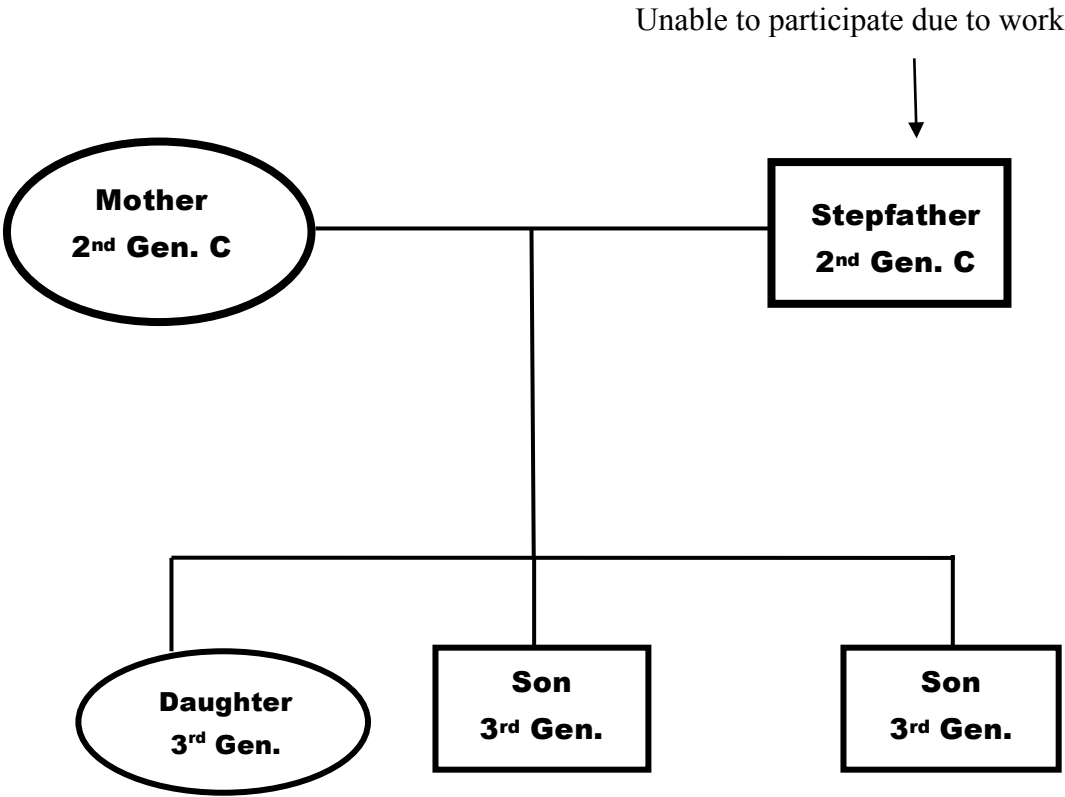 Unable to participate due to work
Mother
2nd Gen. C
Stepfather
2nd Gen. C
Daughter
3rd Gen.
Son
3rd Gen.
Son
3rd Gen.